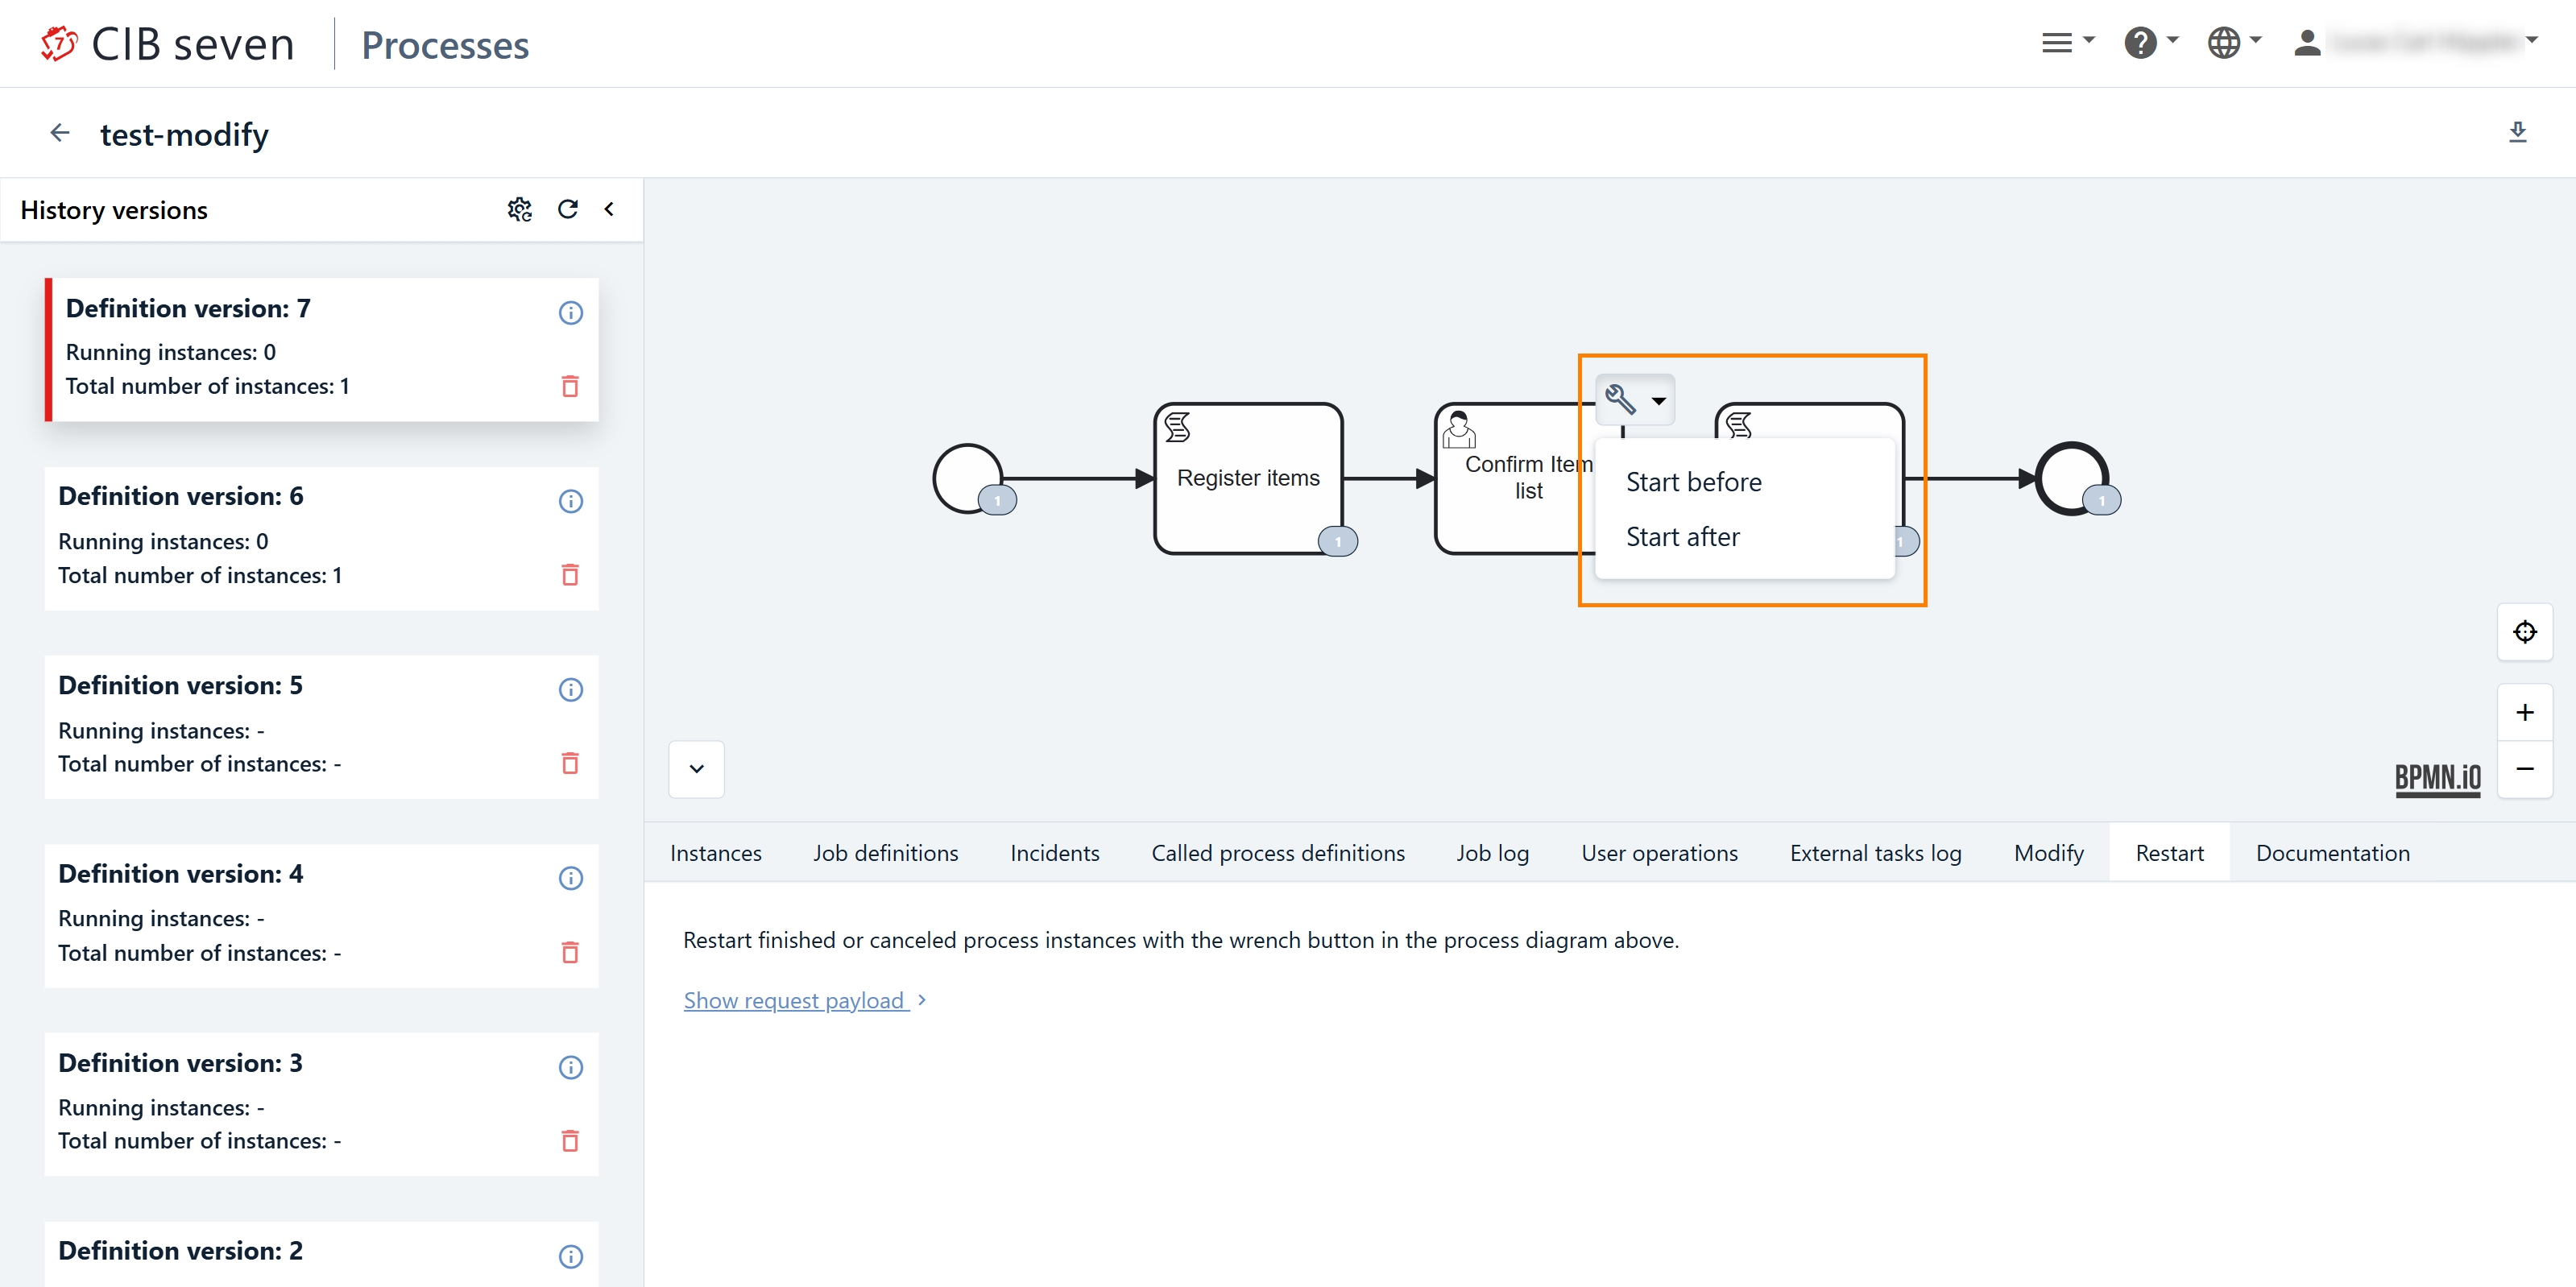 CIB seven
Processes
test-modify
History versions
Definition version: 7
Running instances: 0
Total number of instances: 1
Definition version: 6
Running instances: 0
Total number of instances: 1
Definition version: 5
Running instances: -
Total number of instances: -
Definition version: 4
Running instances: -
Total number of instances: -
Definition version: 3
Running instances: -
Total number of instances: -
Definition version: 2
1
Register items
1
Confirm Item
list
Start before
Start after
1
1
BPMN.iO
Instances
Job definitions
Incidents
Called process definitions
Job log
User operations
External tasks log
Modify
Restart
Documentation
Restart finished or canceled process instances with the wrench button in the process diagram above.
Show request payload